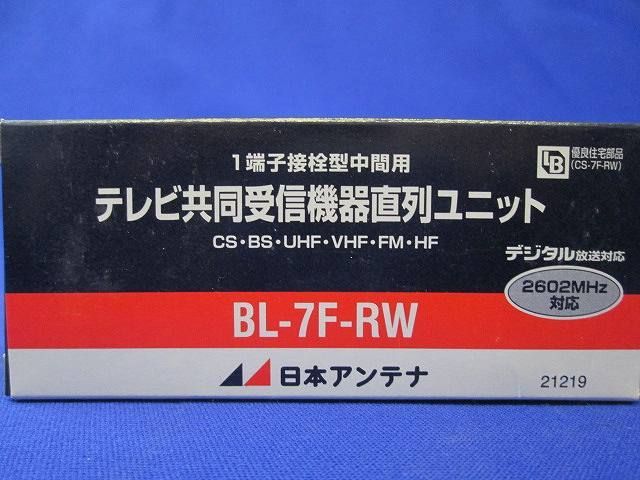 1端子接栓型中間用
BL
優良住宅部品
(CS-7F-RW)
テレビ共同受信機器直列ユニット
CS・BS・UHF・VHF・FM・HF
デジタル放送対応
2602MHz
対応
BL-7F-RW
日本アンテナ
21219